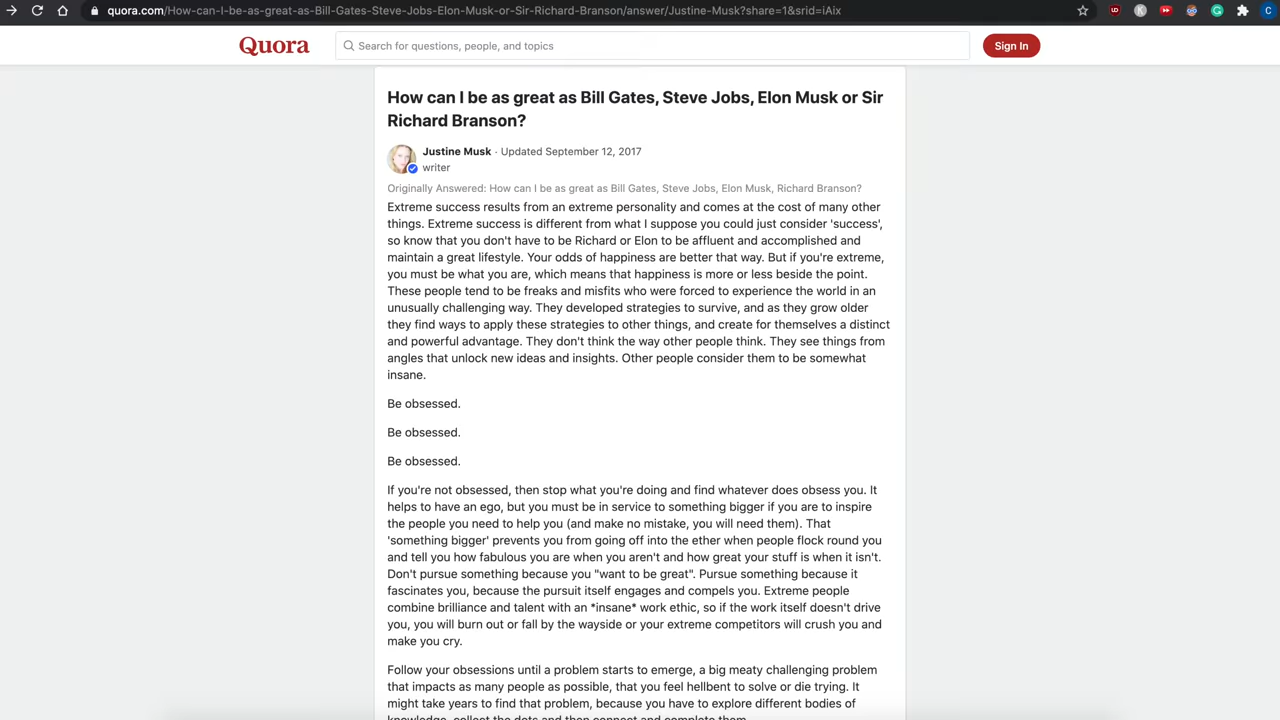 quora.com/How-can-I-be-as-great-as-Bill-Gates-Steve-Jobs-Elon-Musk-or-Sir-Richard-Branson/answer/Justine-Musk?share=1&srid=iAix
Quora
Search for questions, people, and topics
Sign In
How can I be as great as Bill Gates, Steve Jobs, Elon Musk or Sir
Richard Branson?
Justine Musk · Updated September 12, 2017
writer
Originally Answered: How can I be as great as Bill Gates, Steve Jobs, Elon Musk, Richard Branson?
Extreme success results from an extreme personality and comes at the cost of many other
things. Extreme success is different from what I suppose you could just consider 'success',
so know that you don't have to be Richard or Elon to be affluent and accomplished and
maintain a great lifestyle. Your odds of happiness are better that way. But if you're extreme,
you must be what you are, which means that happiness is more or less beside the point.
These people tend to be freaks and misfits who were forced to experience the world in an
unusually challenging way. They developed strategies to survive, and as they grow older
they find ways to apply these strategies to other things, and create for themselves a distinct
and powerful advantage. They don't think the way other people think. They see things from
angles that unlock new ideas and insights. Other people consider them to be somewhat
insane.
Be obsessed.
Be obsessed.
Be obsessed.
If you're not obsessed, then stop what you're doing and find whatever does obsess you. It
helps to have an ego, but you must be in service to something bigger if you are to inspire
the people you need to help you (and make no mistake, you will need them). That
'something bigger' prevents you from going off into the ether when people flock round you
and tell you how fabulous you are when you aren't and how great your stuff is when it isn't.
Don't pursue something because you "want to be great". Pursue something because it
fascinates you, because the pursuit itself engages and compels you. Extreme people
combine brilliance and talent with an *insane* work ethic, so if the work itself doesn't drive
you, you will burn out or fall by the wayside or your extreme competitors will crush you and
make you cry.
Follow your obsessions until a problem starts to emerge, a big meaty challenging problem
that impacts as many people as possible, that you feel hellbent to solve or die trying. It
might take years to find that problem, because you have to explore different bodies of
knowledge, collect the dots and then connect and complete them.